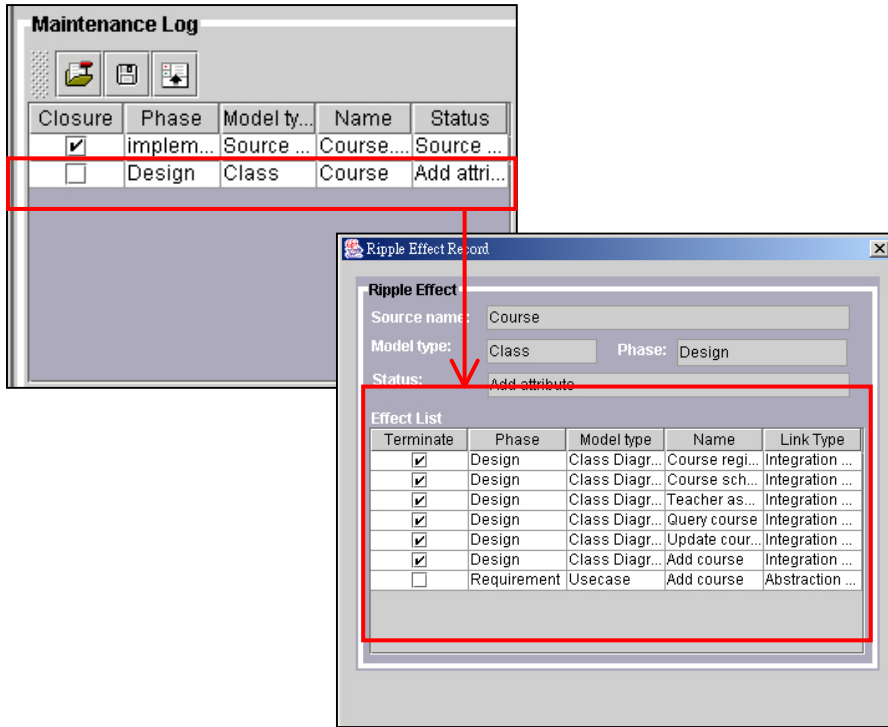 Maintenance Log
Closure Phase Model ty... Name Status
implem... Source ... Course.... Source ...
Design Class Course Add attri...
Ripple Effect Record
Ripple Effect
Source name: Course
Model type: Class Phase: Design
Status: Add attribute
Effect List
Terminate Phase Model type Name Link Type
Design Class Diagr... Course regi... Integration ...
Design Class Diagr... Course sch... Integration ...
Design Class Diagr... Teacher as... Integration ...
Design Class Diagr... Query course Integration ...
Design Class Diagr... Update cour... Integration ...
Design Class Diagr... Add course Integration ...
Requirement Usecase Add course Abstraction ...